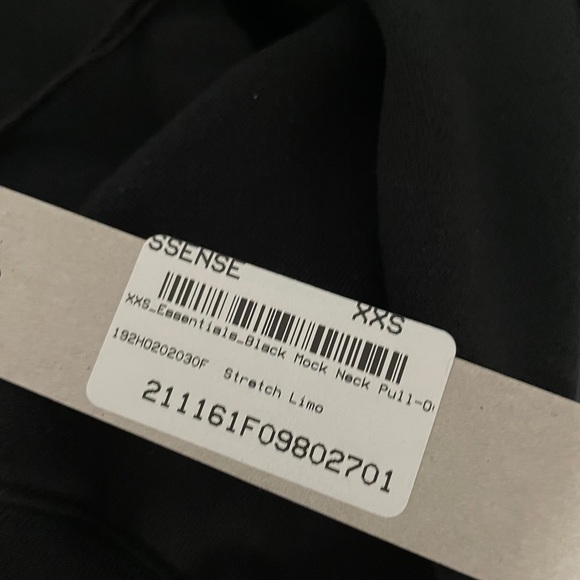 SSENSE
XXS
XXS_Essentials_Black Mock Neck Pull-O
192H0202030F Stretch Limo
211161F09802701